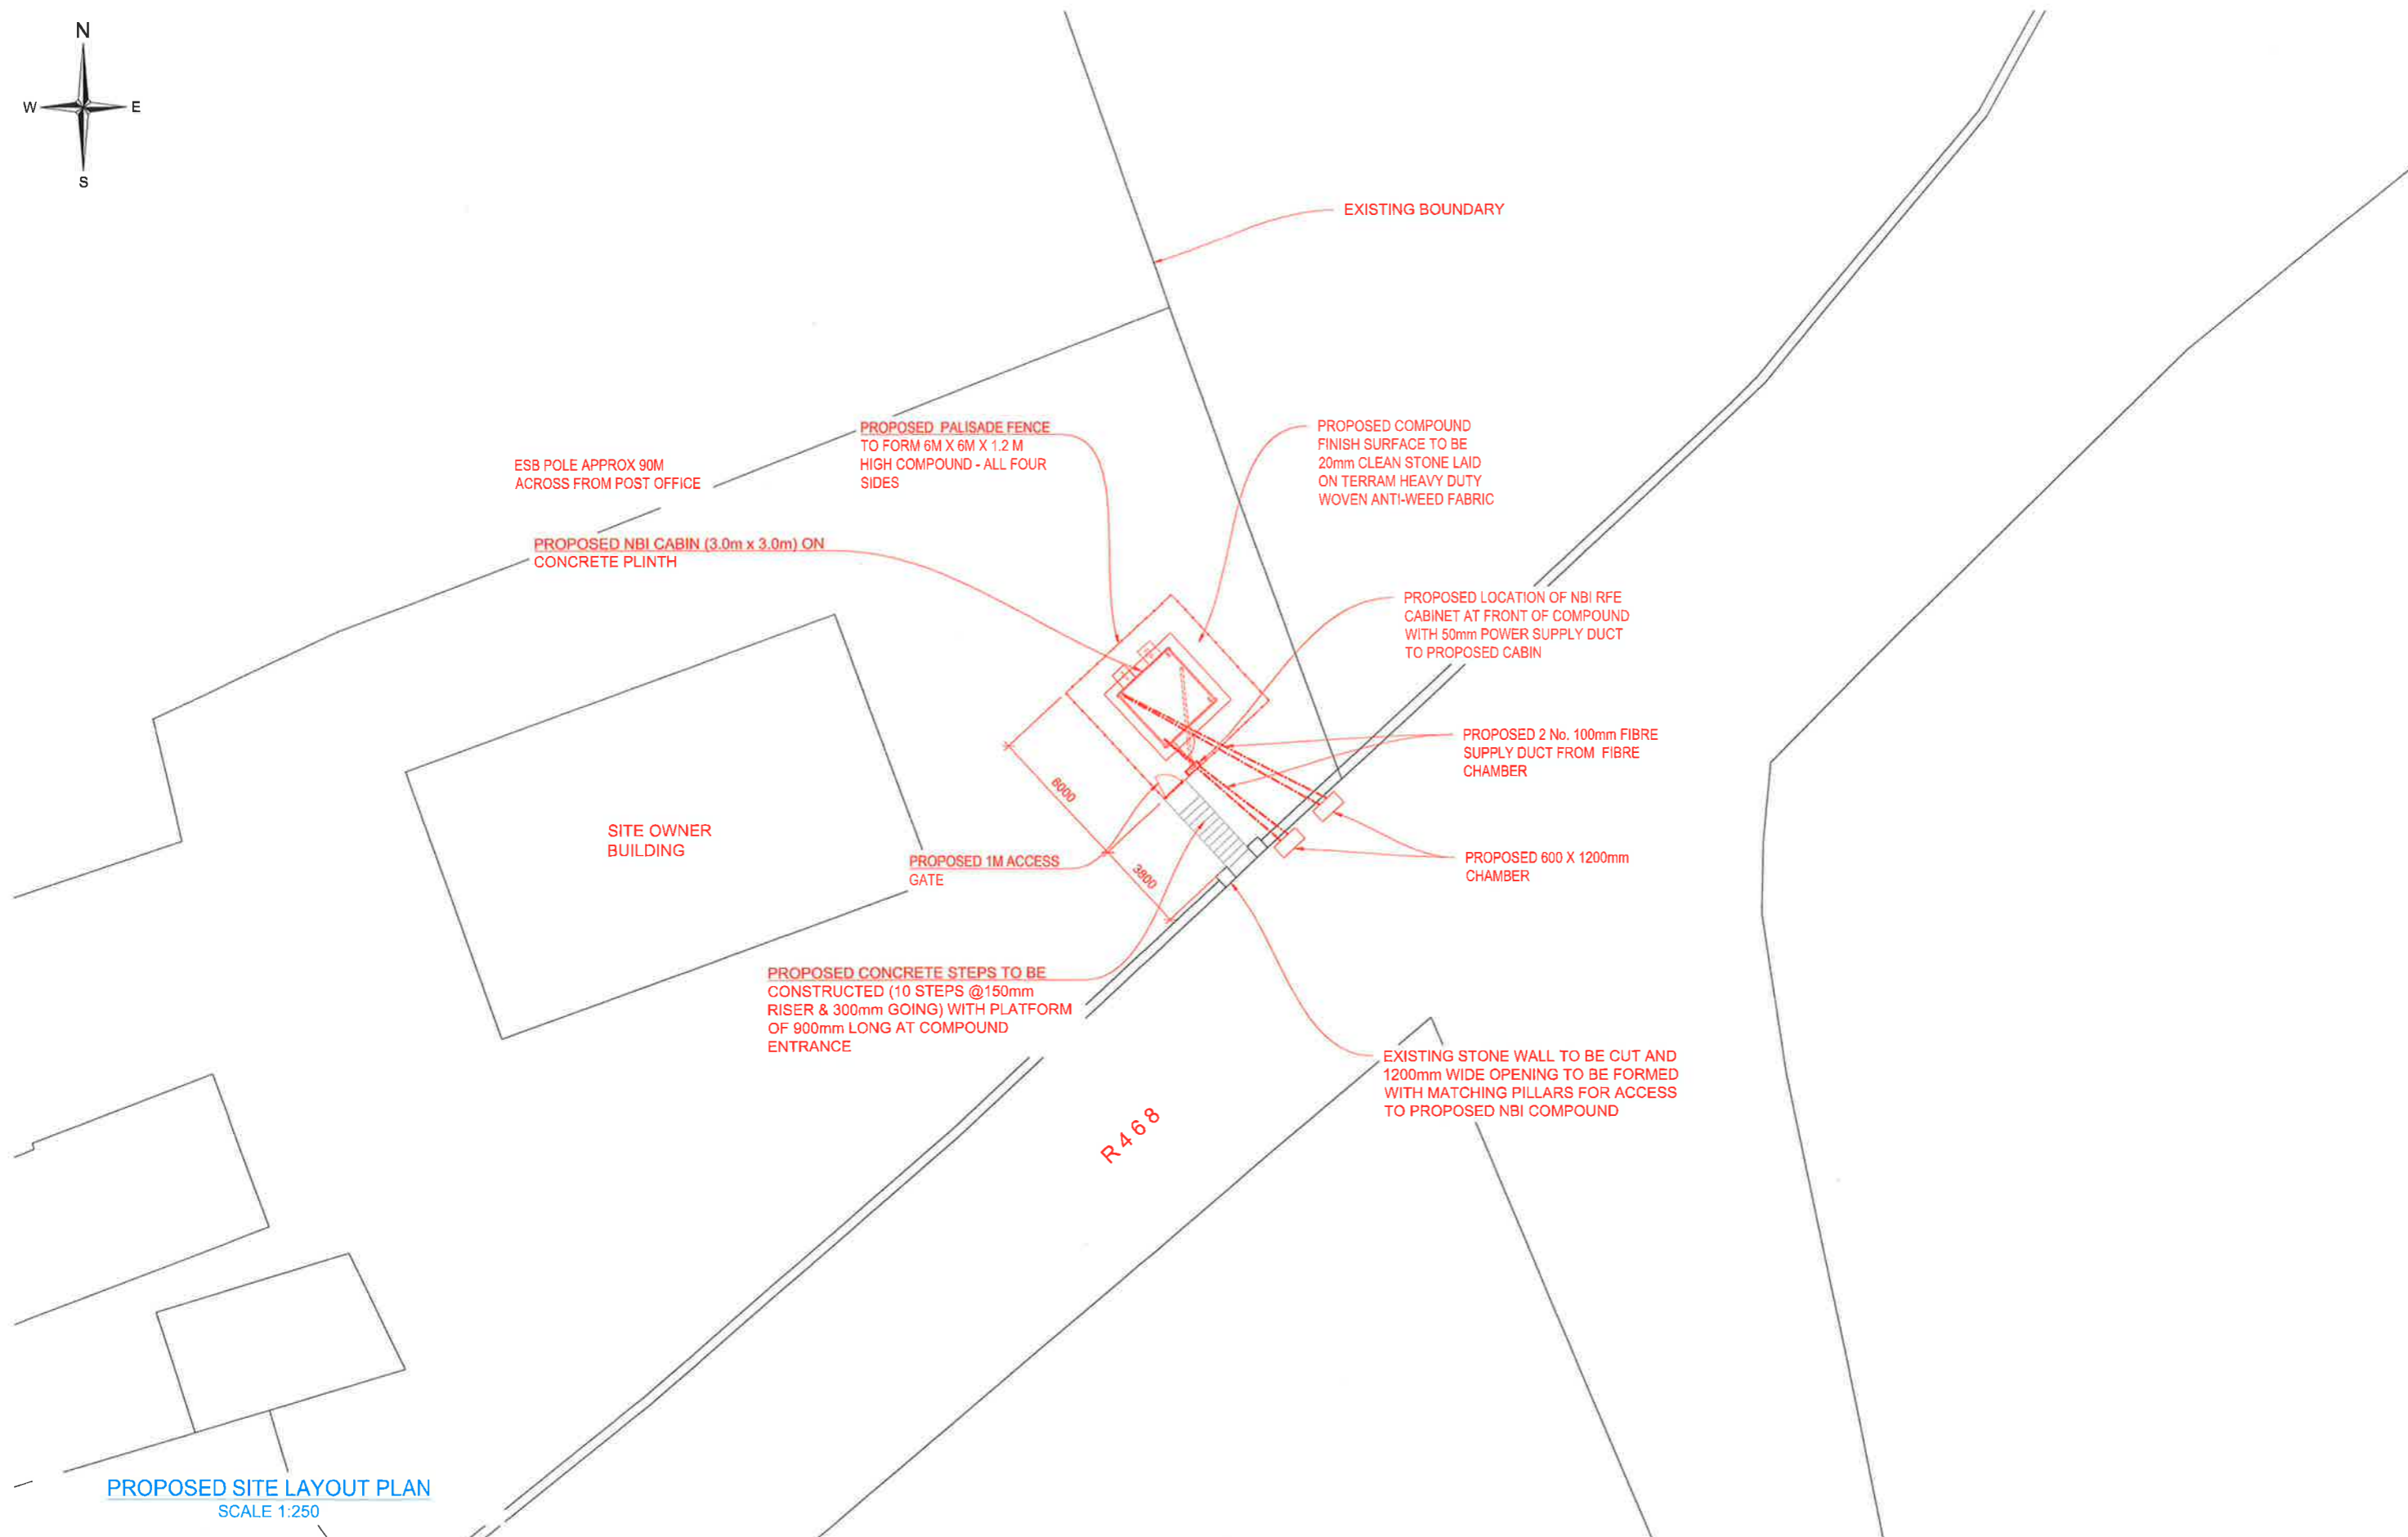 N
W E
S
EXISTING BOUNDARY
PROPOSED PALISADE FENCE
TO FORM 6M X 6M X 1.2 M
HIGH COMPOUND - ALL FOUR
SIDES
PROPOSED COMPOUND
FINISH SURFACE TO BE
20mm CLEAN STONE LAID
ON TERRAM HEAVY DUTY
WOVEN ANTI-WEED FABRIC
ESB POLE APPROX 90M
ACROSS FROM POST OFFICE
PROPOSED NBI CABIN (3.0m x 3.0m) ON
CONCRETE PLINTH
PROPOSED LOCATION OF NBI RFE
CABINET AT FRONT OF COMPOUND
WITH 50mm POWER SUPPLY DUCT
TO PROPOSED CABIN
PROPOSED 2 No. 100mm FIBRE
SUPPLY DUCT FROM FIBRE
CHAMBER
6000
SITE OWNER
BUILDING
PROPOSED 1M ACCESS
GATE
3800
PROPOSED 600 X 1200mm
CHAMBER
PROPOSED CONCRETE STEPS TO BE
CONSTRUCTED (10 STEPS @150mm
RISER & 300mm GOING) WITH PLATFORM
OF 900mm LONG AT COMPOUND
ENTRANCE
EXISTING STONE WALL TO BE CUT AND
1200mm WIDE OPENING TO BE FORMED
WITH MATCHING PILLARS FOR ACCESS
TO PROPOSED NBI COMPOUND
R468
PROPOSED SITE LAYOUT PLAN
SCALE 1:250